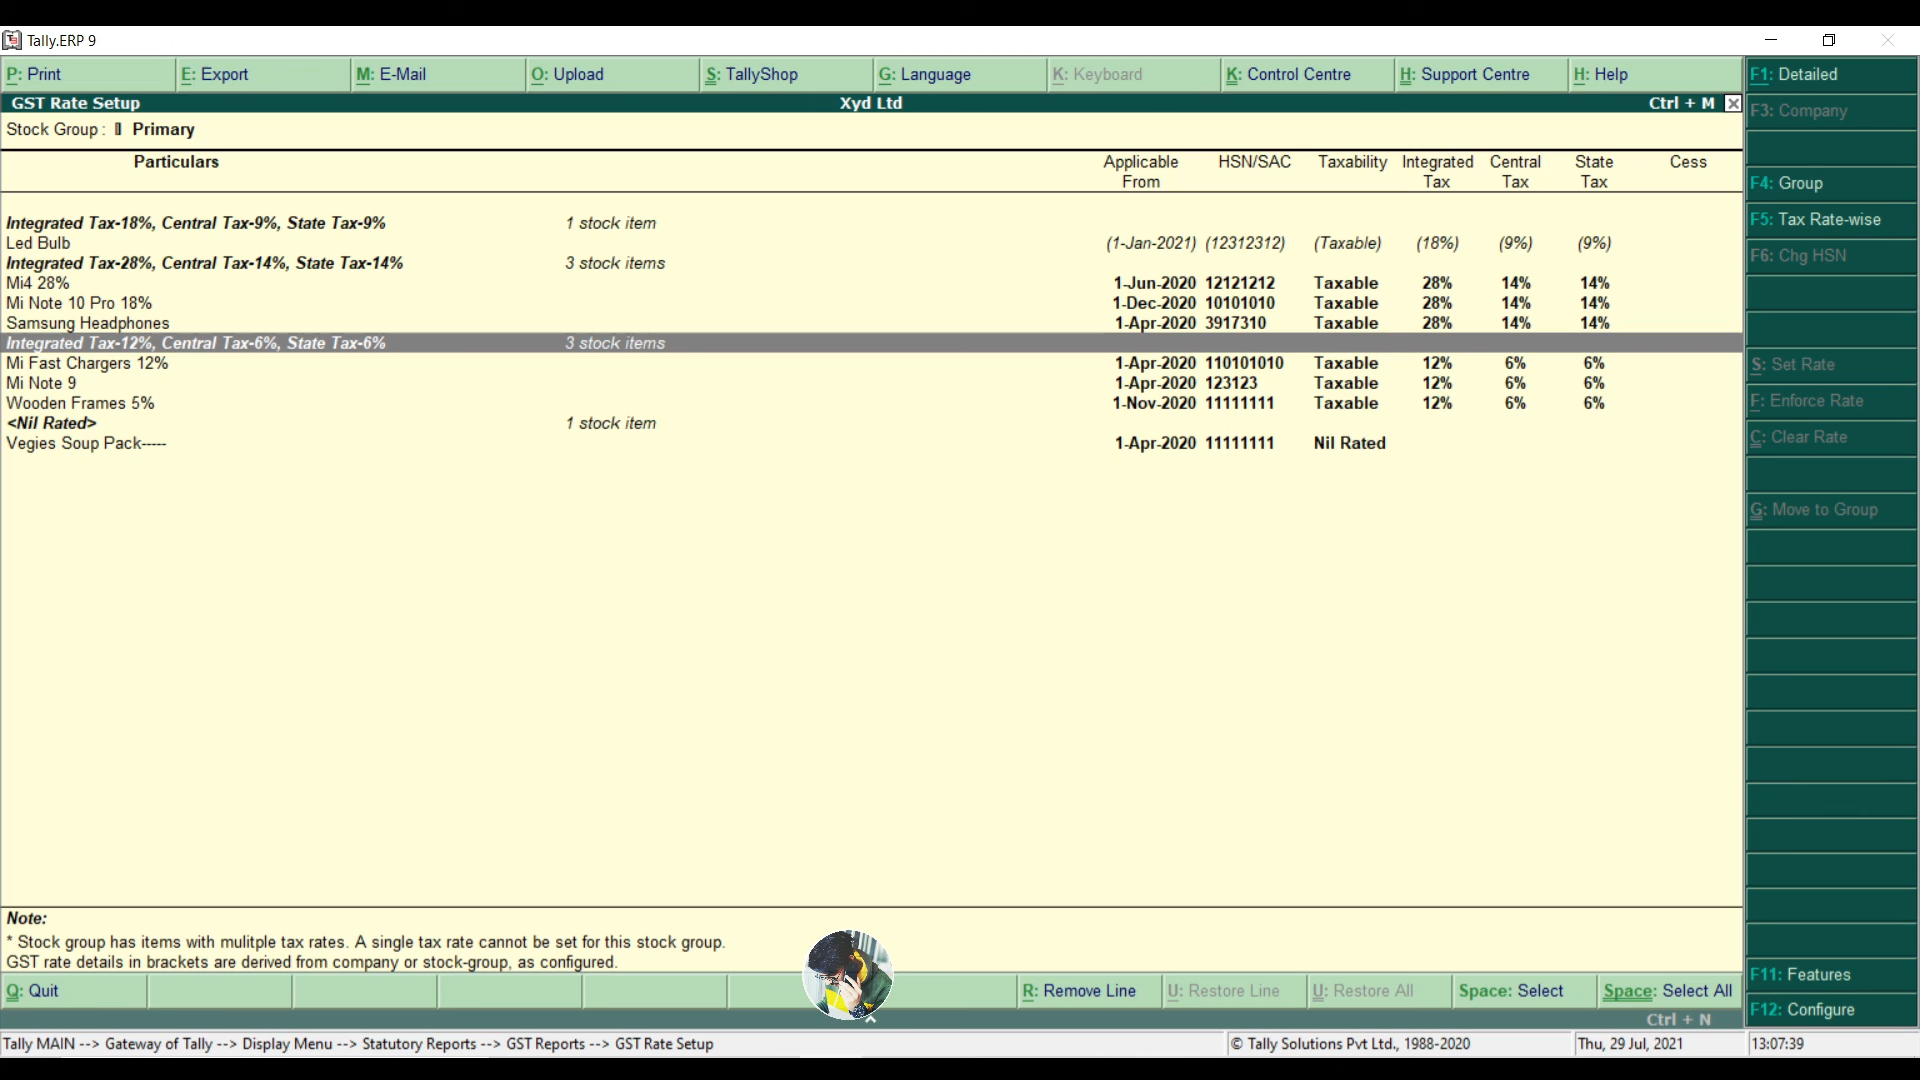 Tally.ERP 9
P: Print E: Export M: E-Mail O: Upload S: TallyShop G: Language K: Keyboard K: Control Centre H: Support Centre H: Help
GST Rate Setup Xyd Ltd Ctrl + M
Stock Group : Primary
Particulars Applicable From HSN/SAC Taxability Integrated Tax Central Tax State Tax Cess
Integrated Tax-18%, Central Tax-9%, State Tax-9% 1 stock item
Led Bulb (1-Jan-2021) (12312312) (Taxable) (18%) (9%) (9%)
Integrated Tax-28%, Central Tax-14%, State Tax-14% 3 stock items
Mi4 28% 1-Jun-2020 12121212 Taxable 28% 14% 14%
Mi Note 10 Pro 18% 1-Dec-2020 10101010 Taxable 28% 14% 14%
Samsung Headphones 1-Apr-2020 3917310 Taxable 28% 14% 14%
Integrated Tax-12%, Central Tax-6%, State Tax-6% 3 stock items
Mi Fast Chargers 12% 1-Apr-2020 110101010 Taxable 12% 6% 6%
Mi Note 9 1-Apr-2020 123123 Taxable 12% 6% 6%
Wooden Frames 5% 1-Nov-2020 11111111 Taxable 12% 6% 6%
<Nil Rated> 1 stock item
Vegies Soup Pack----- 1-Apr-2020 11111111 Nil Rated
Note:
* Stock group has items with mulitple tax rates. A single tax rate cannot be set for this stock group.
GST rate details in brackets are derived from company or stock-group, as configured.
Q: Quit R: Remove Line U: Restore Line U: Restore All Space: Select Space: Select All
Ctrl + N
Tally MAIN --> Gateway of Tally --> Display Menu --> Statutory Reports --> GST Reports --> GST Rate Setup © Tally Solutions Pvt Ltd., 1988-2020 Thu, 29 Jul, 2021 13:07:39
F1: Detailed
F3: Company
F4: Group
F5: Tax Rate-wise
F6: Chg HSN
S: Set Rate
F: Enforce Rate
C: Clear Rate
G: Move to Group
F11: Features
F12: Configure